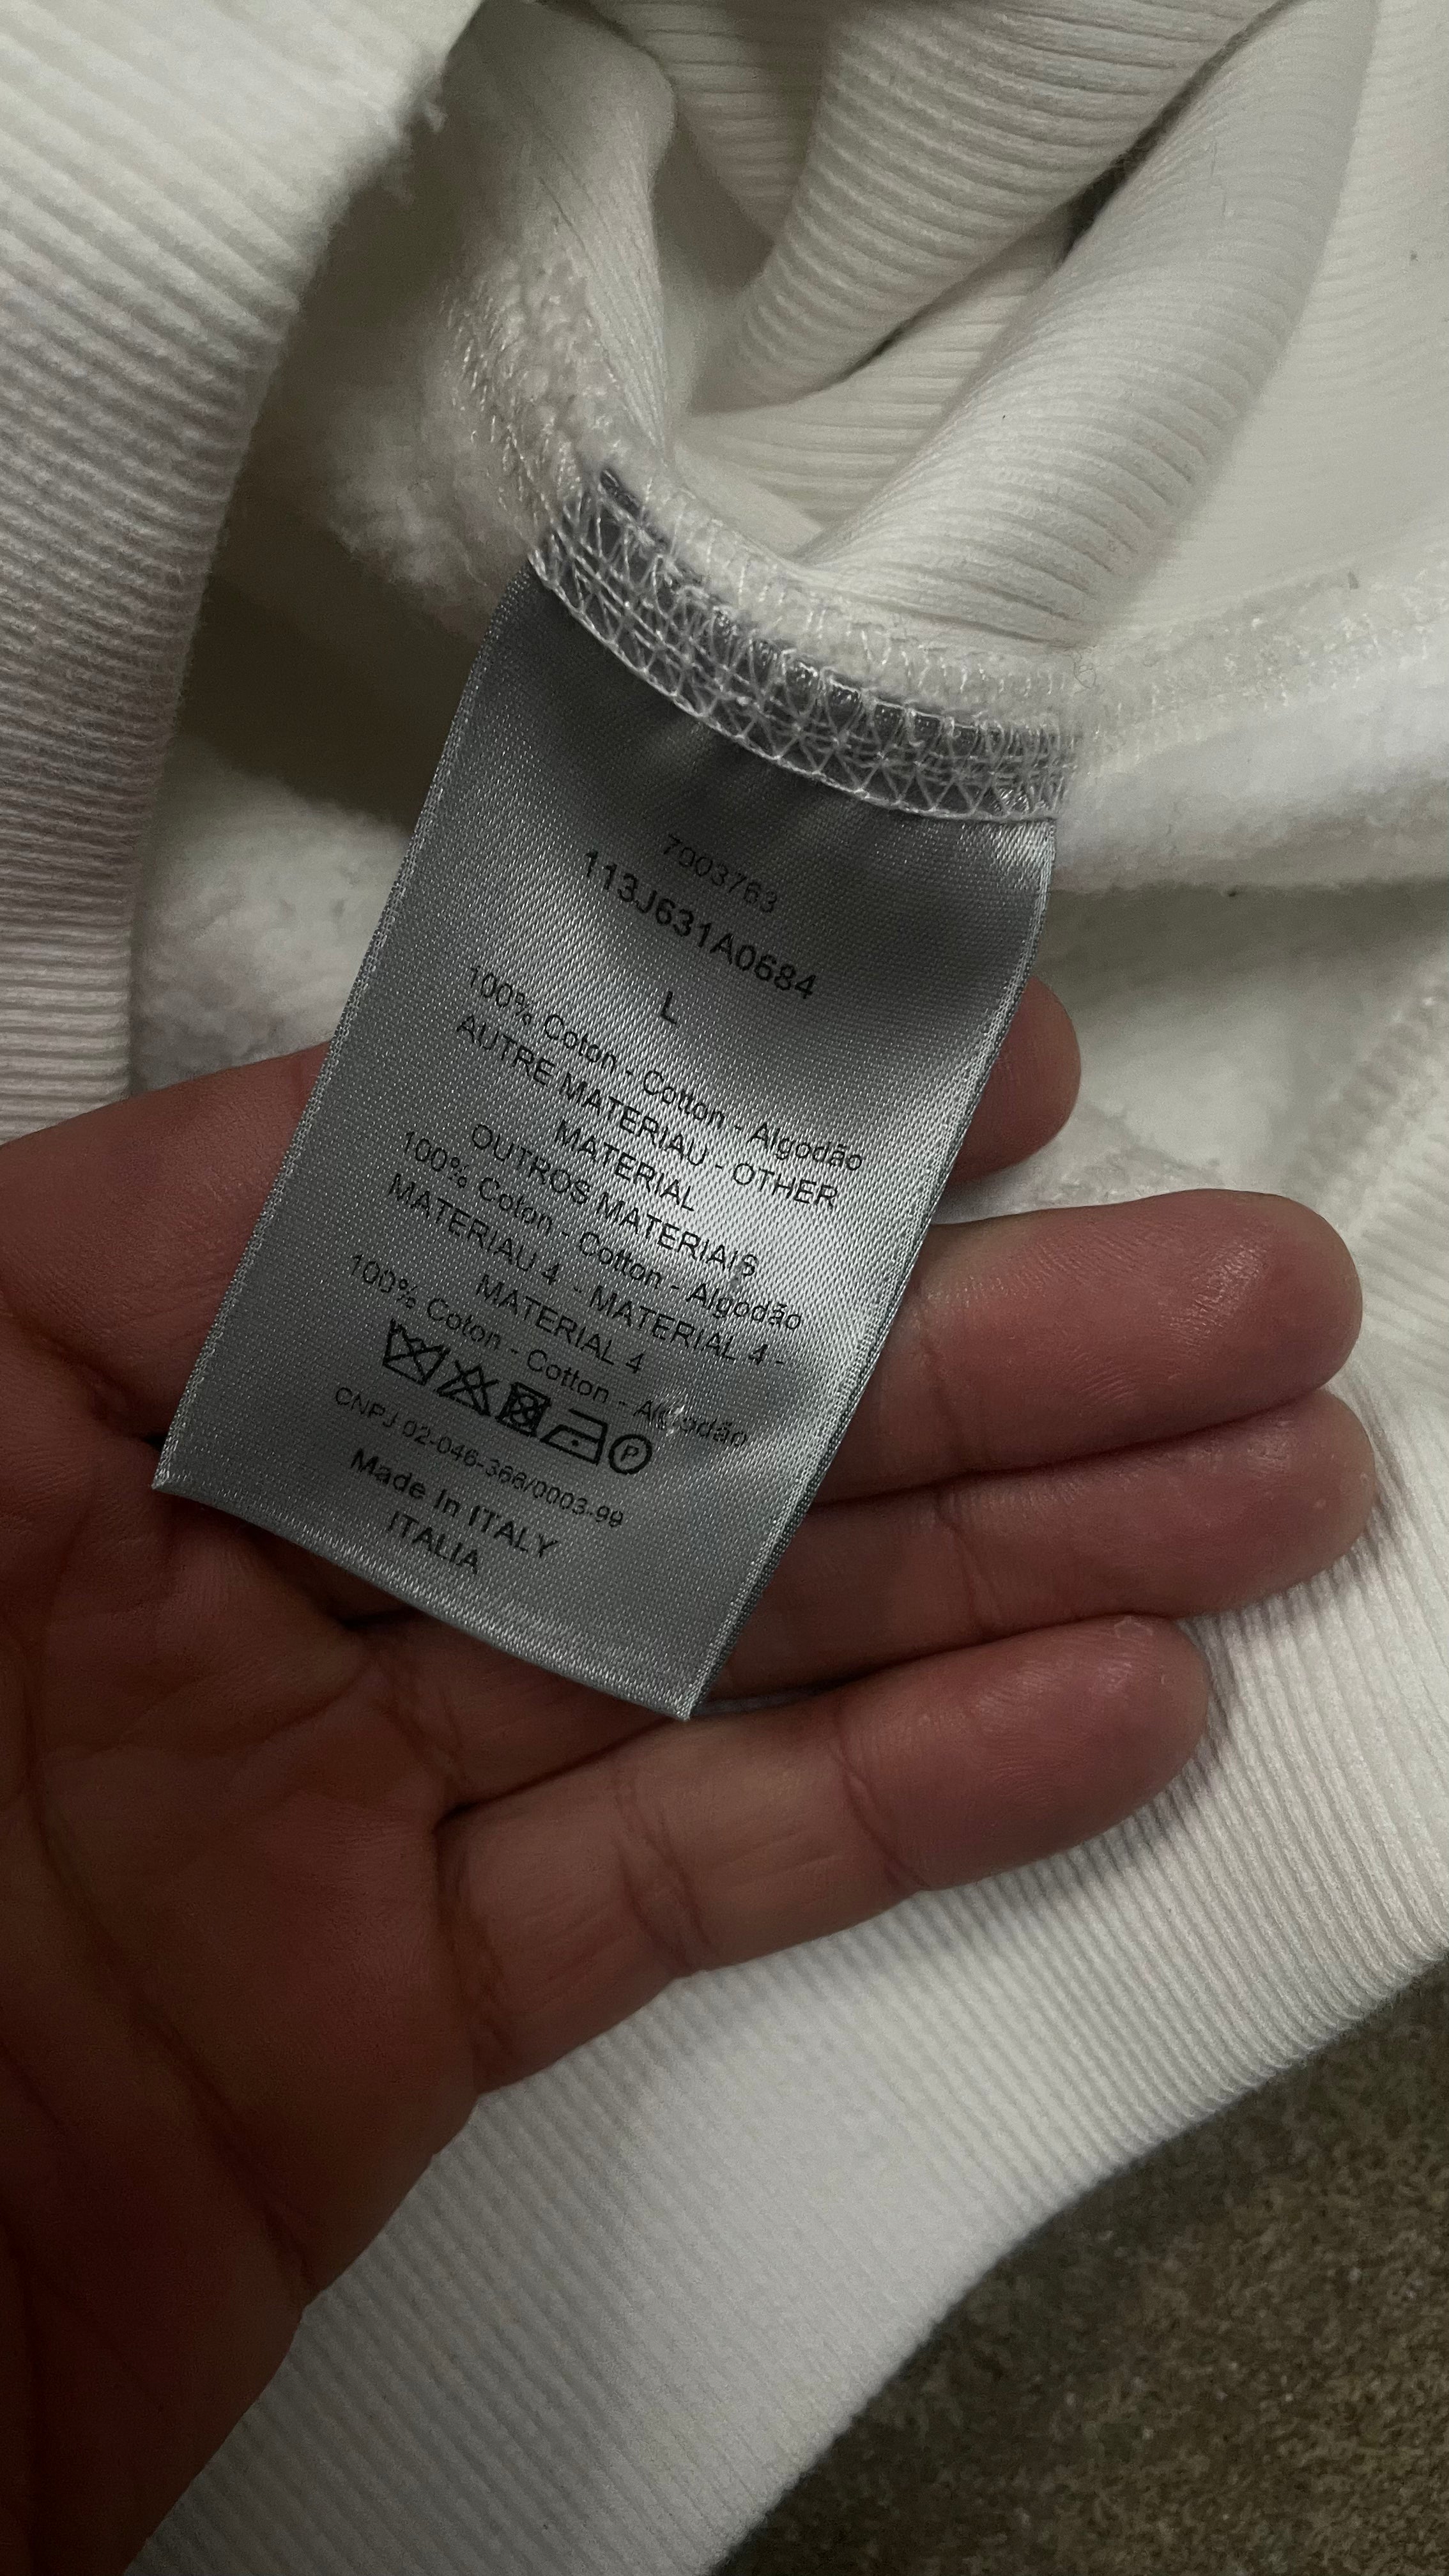 7003763
113J631A0684
L
100% Coton - Cotton - Algodão
AUTRE MATERIAU - OTHER
MATERIAL
OUTROS MATERIAIS
100% Coton - Cotton - Algodão
MATERIAU 4 - MATERIAL 4 -
MATERIAL 4
100% Coton - Cotton - Algodão
P
CNPJ 02-046-366/0003-99
Made In ITALY
ITALIA